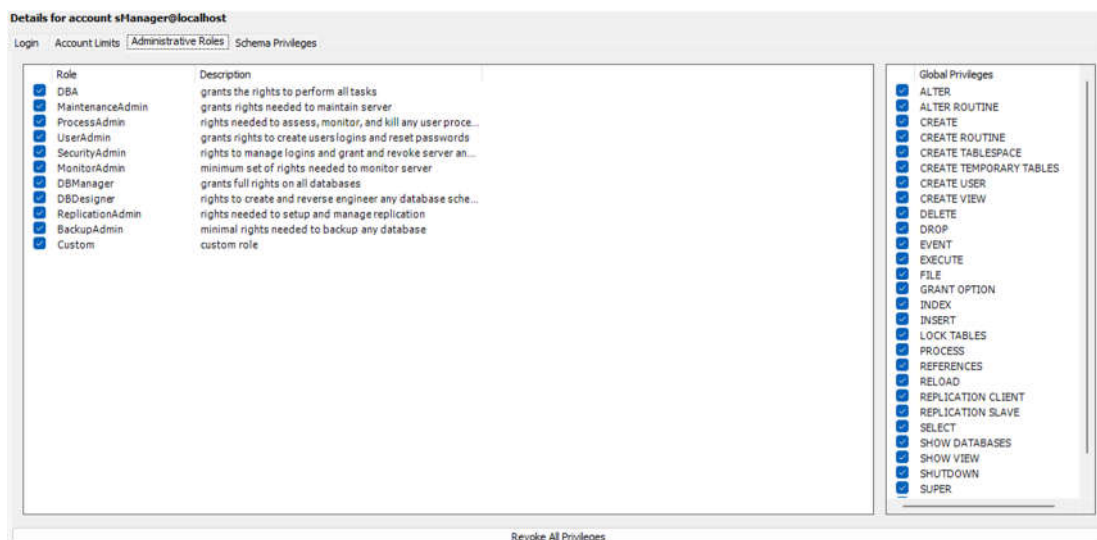 Details for account sManager@localhost
Login Account Limits Administrative Roles Schema Privileges
Role Description
DBA grants the rights to perform all tasks
MaintenanceAdmin grants rights needed to maintain server
ProcessAdmin rights needed to assess, monitor, and kill any user proce...
UserAdmin grants rights to create users logins and reset passwords
SecurityAdmin rights to manage logins and grant and revoke server an...
MonitorAdmin minimum set of rights needed to monitor server
DBManager grants full rights on all databases
DBDesigner rights to create and reverse engineer any database sche...
ReplicationAdmin rights needed to setup and manage replication
BackupAdmin minimal rights needed to backup any database
Custom custom role
Global Privileges
ALTER
ALTER ROUTINE
CREATE
CREATE ROUTINE
CREATE TABLESPACE
CREATE TEMPORARY TABLES
CREATE USER
CREATE VIEW
DELETE
DROP
EVENT
EXECUTE
FILE
GRANT OPTION
INDEX
INSERT
LOCK TABLES
PROCESS
REFERENCES
RELOAD
REPLICATION CLIENT
REPLICATION SLAVE
SELECT
SHOW DATABASES
SHOW VIEW
SHUTDOWN
SUPER
Revoke All Privileges